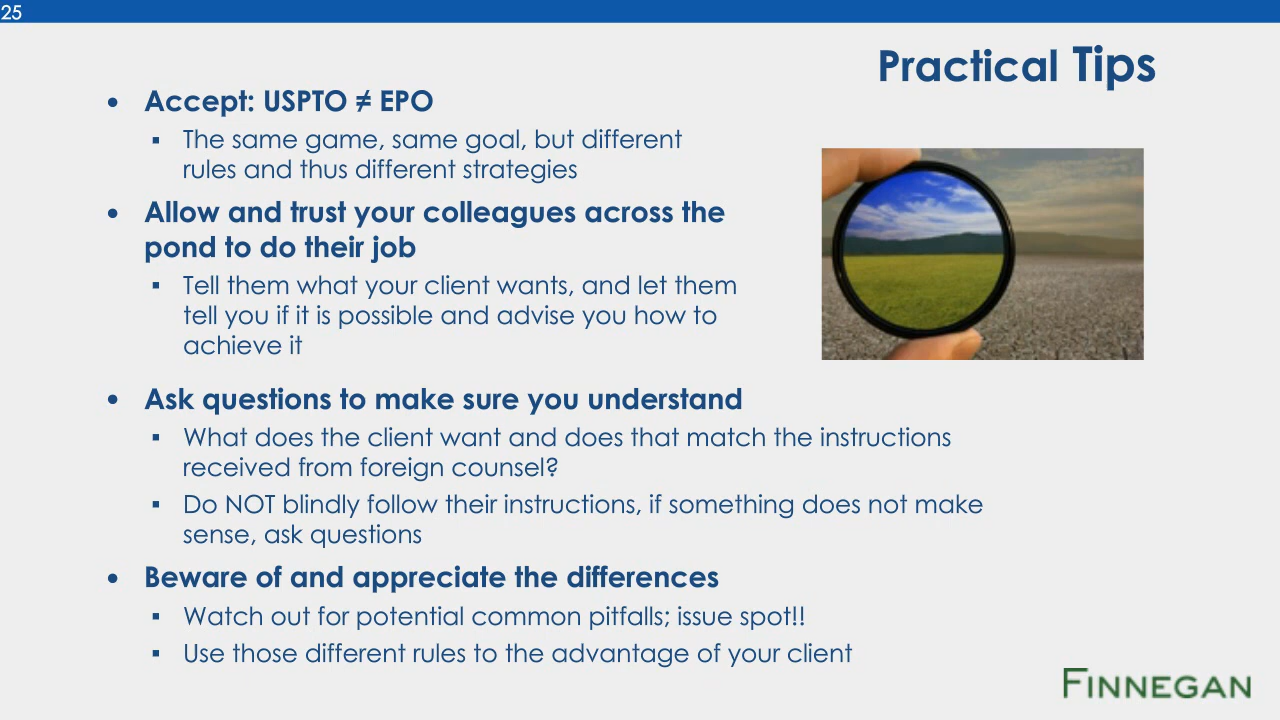 25
Practical Tips
• Accept: USPTO ≠ EPO
▪ The same game, same goal, but different
rules and thus different strategies
• Allow and trust your colleagues across the
pond to do their job
▪ Tell them what your client wants, and let them
tell you if it is possible and advise you how to
achieve it
• Ask questions to make sure you understand
▪ What does the client want and does that match the instructions
received from foreign counsel?
▪ Do NOT blindly follow their instructions, if something does not make
sense, ask questions
• Beware of and appreciate the differences
▪ Watch out for potential common pitfalls; issue spot!!
▪ Use those different rules to the advantage of your client
FINNEGAN